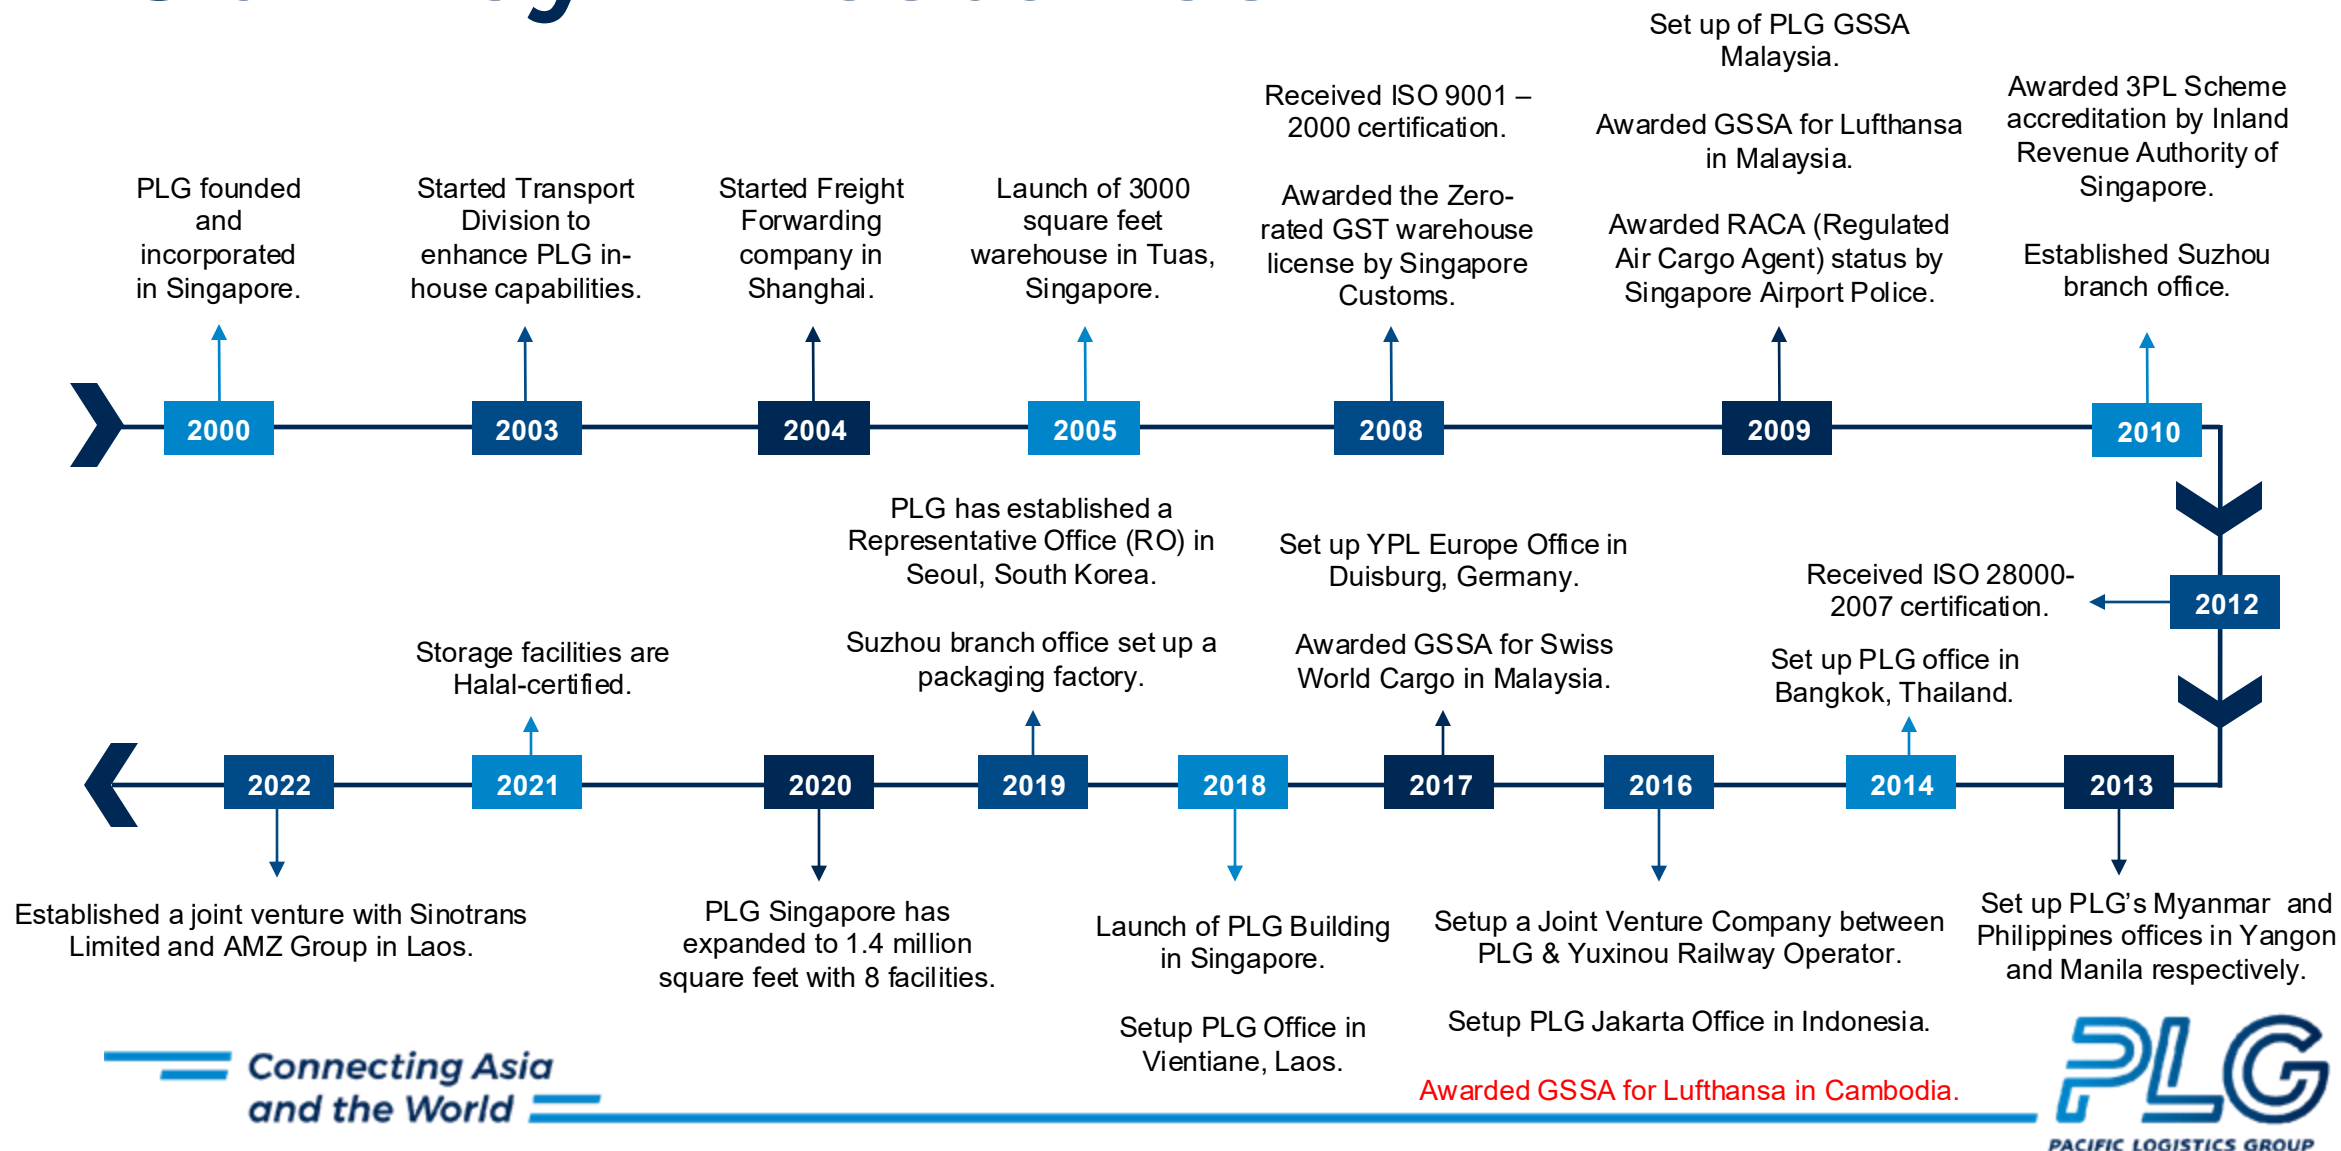 PLG founded
and
incorporated
in Singapore.
Started Transport
Division to
enhance PLG in-
house capabilities.
Started Freight
Forwarding
company in
Shanghai.
Launch of 3000
square feet
warehouse in Tuas,
Singapore.
Received ISO 9001 –
2000 certification.
Awarded the Zero-
rated GST warehouse
license by Singapore
Customs.
Set up of PLG GSSA
Malaysia.
Awarded GSSA for Lufthansa
in Malaysia.
Awarded RACA (Regulated
Air Cargo Agent) status by
Singapore Airport Police.
Awarded 3PL Scheme
accreditation by Inland
Revenue Authority of
Singapore.
Established Suzhou
branch office.
2000
2003
2004
2005
2008
2009
2010
Received ISO 28000-
2007 certification.
2012
Storage facilities are
Halal-certified.
PLG has established a
Representative Office (RO) in
Seoul, South Korea.
Suzhou branch office set up a
packaging factory.
Set up YPL Europe Office in
Duisburg, Germany.
Awarded GSSA for Swiss
World Cargo in Malaysia.
Set up PLG office in
Bangkok, Thailand.
2022
2021
2020
2019
2018
2017
2016
2014
2013
Established a joint venture with Sinotrans
Limited and AMZ Group in Laos.
PLG Singapore has
expanded to 1.4 million
square feet with 8 facilities.
Launch of PLG Building
in Singapore.
Setup PLG Office in
Vientiane, Laos.
Setup a Joint Venture Company between
PLG & Yuxinou Railway Operator.
Setup PLG Jakarta Office in Indonesia.
Awarded GSSA for Lufthansa in Cambodia.
Set up PLG's Myanmar and
Philippines offices in Yangon
and Manila respectively.
Connecting Asia
and the World
PLG
PACIFIC LOGISTICS GROUP